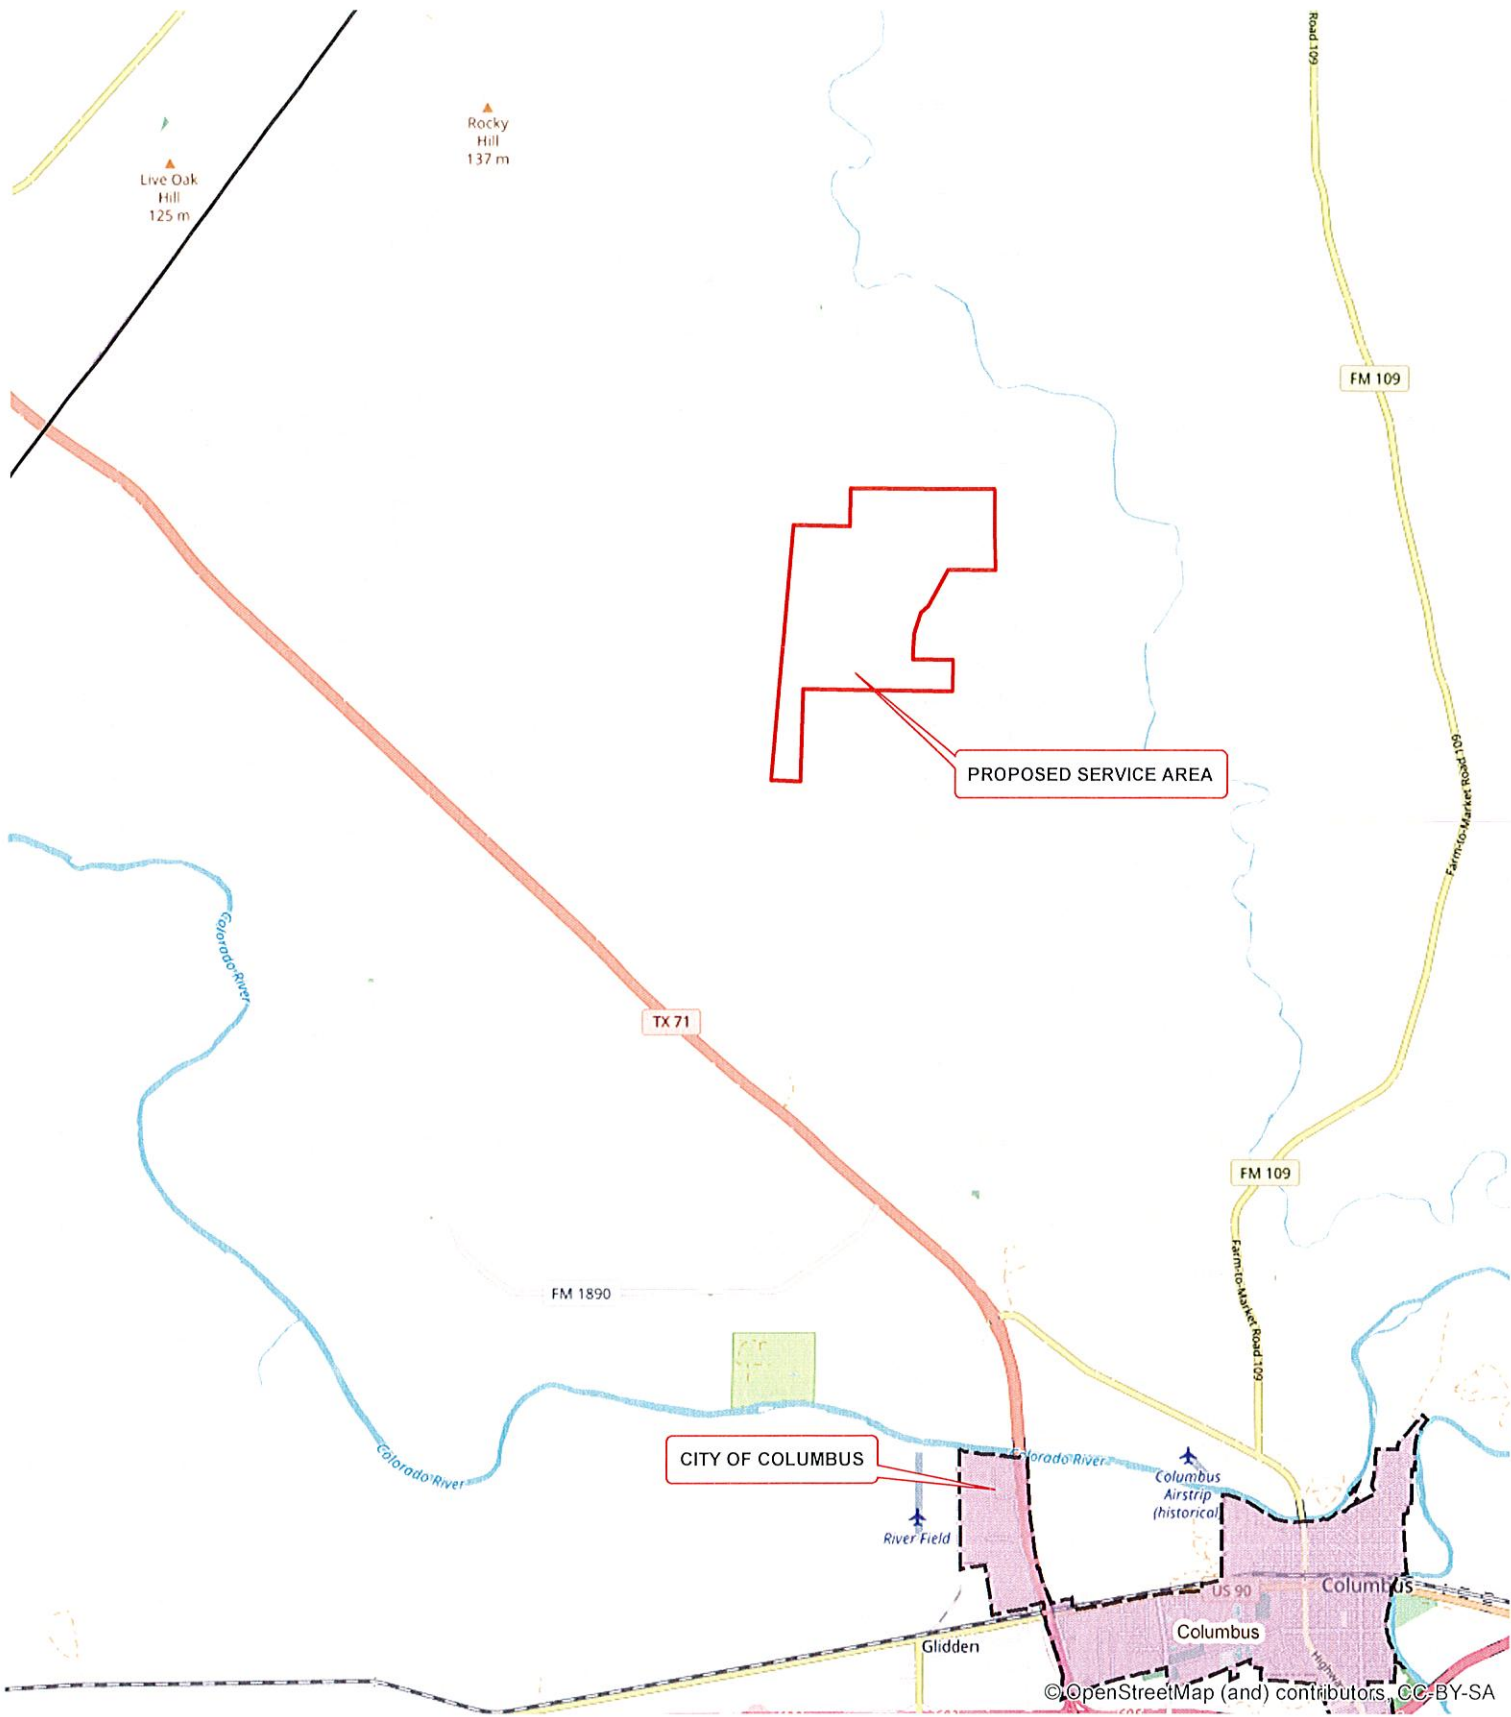 Road 109
Rocky
Hill
137 m
Live Oak
Hill
125 m
FM 109
PROPOSED SERVICE AREA
Farm-to-Market Road 109
Colorado River
TX 71
FM 109
Farm-to-Market Road 109
FM 1890
CITY OF COLUMBUS
Colorado River
Colorado River
Columbus
Airstrip
(historical
River Field
US 90
Columbus
Columbus
Glidden
Highway
© OpenStreetMap (and) contributors, CC-BY-SA